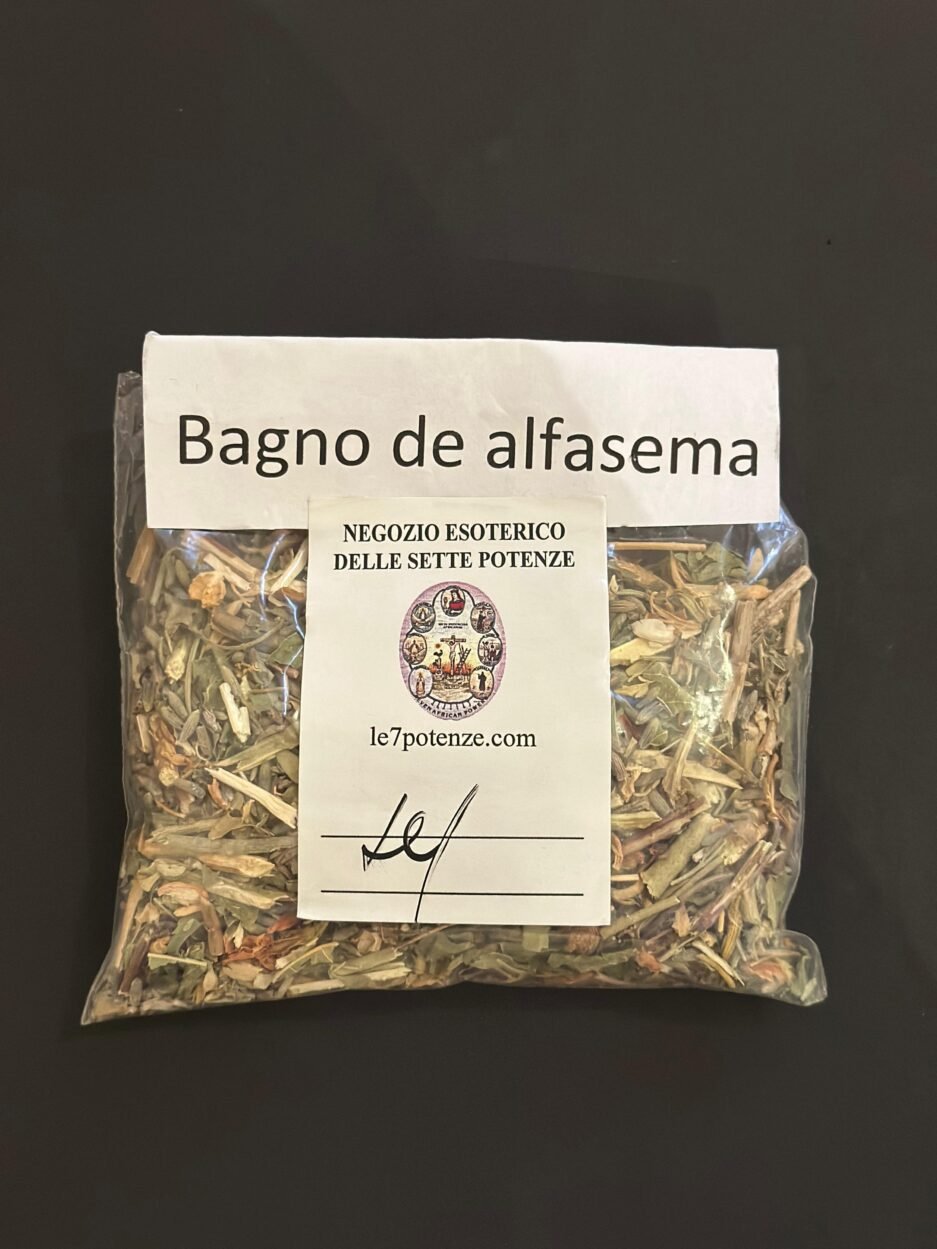 Bagno de alfasema
NEGOZIO ESOTERICO
DELLE SETTE POTENZE
le7potenze.com